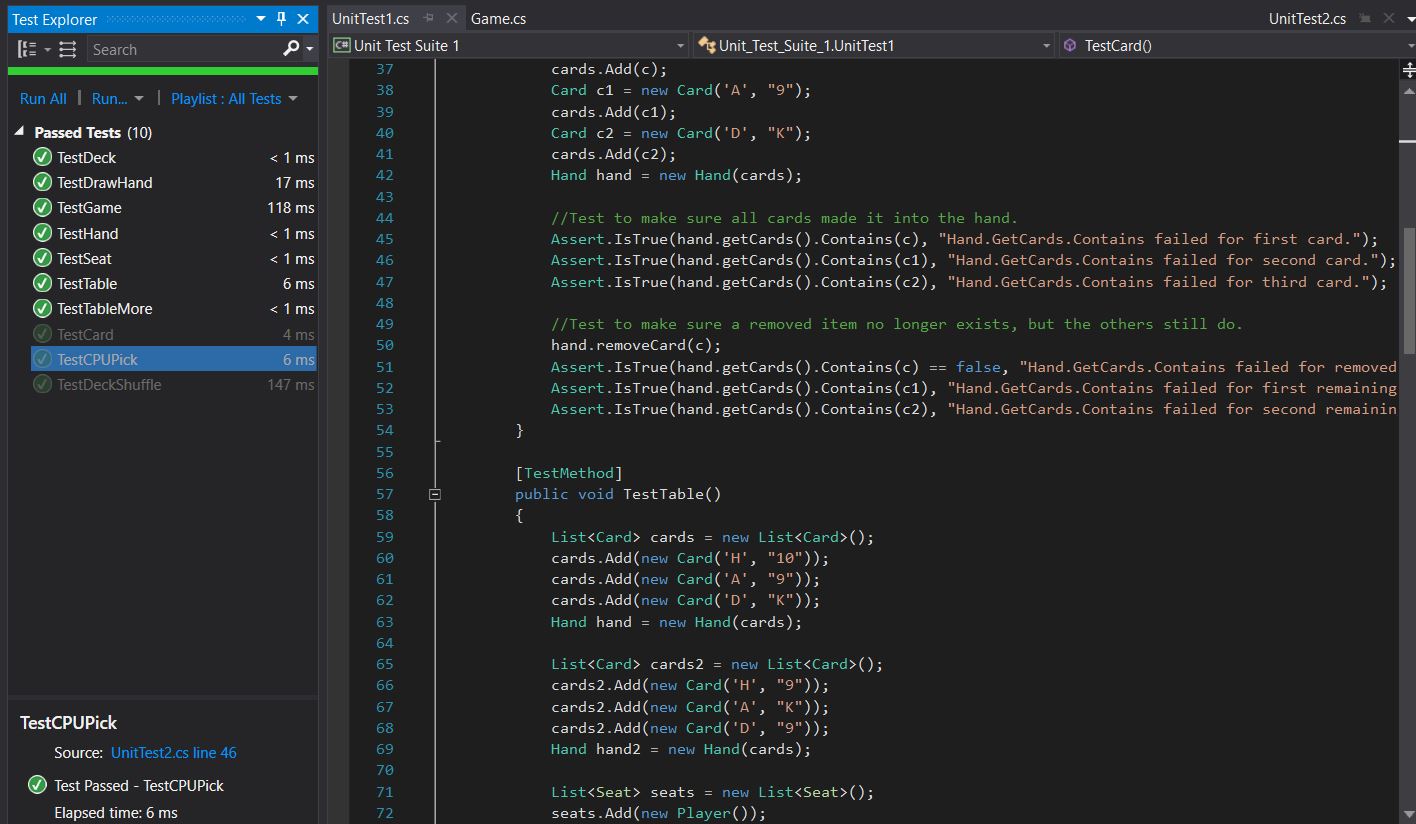 Test Explorer
Search
Run All | Run... | Playlist : All Tests
Passed Tests (10)
TestDeck < 1 ms
TestDrawHand 17 ms
TestGame 118 ms
TestHand < 1 ms
TestSeat < 1 ms
TestTable 6 ms
TestTableMore < 1 ms
TestCard 4 ms
TestCPUPick 6 ms
TestDeckShuffle 147 ms
TestCPUPick
Source: UnitTest2.cs line 46
Test Passed - TestCPUPick
Elapsed time: 6 ms
UnitTest1.cs Game.cs UnitTest2.cs
C# Unit Test Suite 1 Unit_Test_Suite_1.UnitTest1 TestCard()
37 cards.Add(c);
38 Card c1 = new Card('A', "9");
39 cards.Add(c1);
40 Card c2 = new Card('D', "K");
41 cards.Add(c2);
42 Hand hand = new Hand(cards);
43
44 //Test to make sure all cards made it into the hand.
45 Assert.IsTrue(hand.getCards().Contains(c), "Hand.GetCards.Contains failed for first card.");
46 Assert.IsTrue(hand.getCards().Contains(c1), "Hand.GetCards.Contains failed for second card.");
47 Assert.IsTrue(hand.getCards().Contains(c2), "Hand.GetCards.Contains failed for third card.");
48
49 //Test to make sure a removed item no longer exists, but the others still do.
50 hand.removeCard(c);
51 Assert.IsTrue(hand.getCards().Contains(c) == false, "Hand.GetCards.Contains failed for removed
52 Assert.IsTrue(hand.getCards().Contains(c1), "Hand.GetCards.Contains failed for first remaining
53 Assert.IsTrue(hand.getCards().Contains(c2), "Hand.GetCards.Contains failed for second remainin
54 }
55
56 [TestMethod]
57 public void TestTable()
58 {
59 List<Card> cards = new List<Card>();
60 cards.Add(new Card('H', "10"));
61 cards.Add(new Card('A', "9"));
62 cards.Add(new Card('D', "K"));
63 Hand hand = new Hand(cards);
64
65 List<Card> cards2 = new List<Card>();
66 cards2.Add(new Card('H', "9"));
67 cards2.Add(new Card('A', "K"));
68 cards2.Add(new Card('D', "9"));
69 Hand hand2 = new Hand(cards);
70
71 List<Seat> seats = new List<Seat>();
72 seats.Add(new Player());